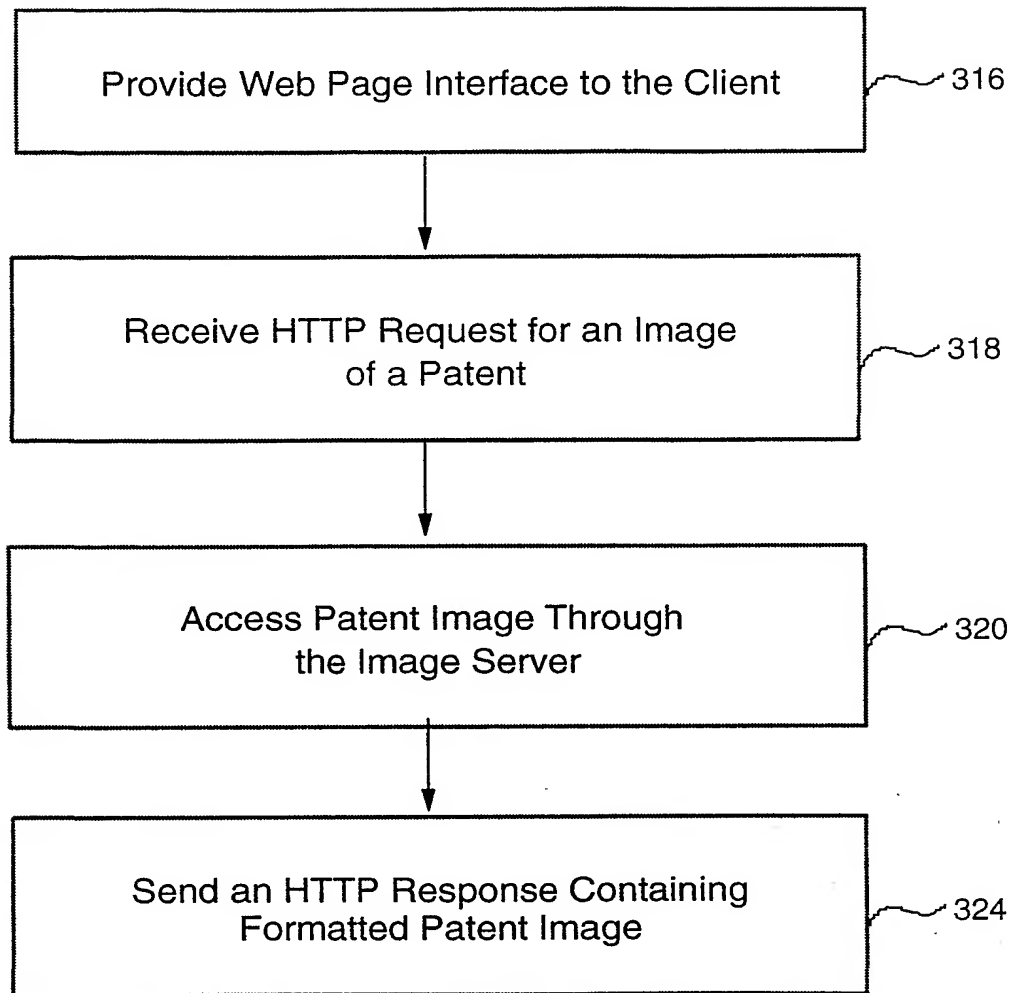 Provide Web Page Interface to the Client
316
Receive HTTP Request for an Image
of a Patent
318
Access Patent Image Through
the Image Server
320
Send an HTTP Response Containing
Formatted Patent Image
324